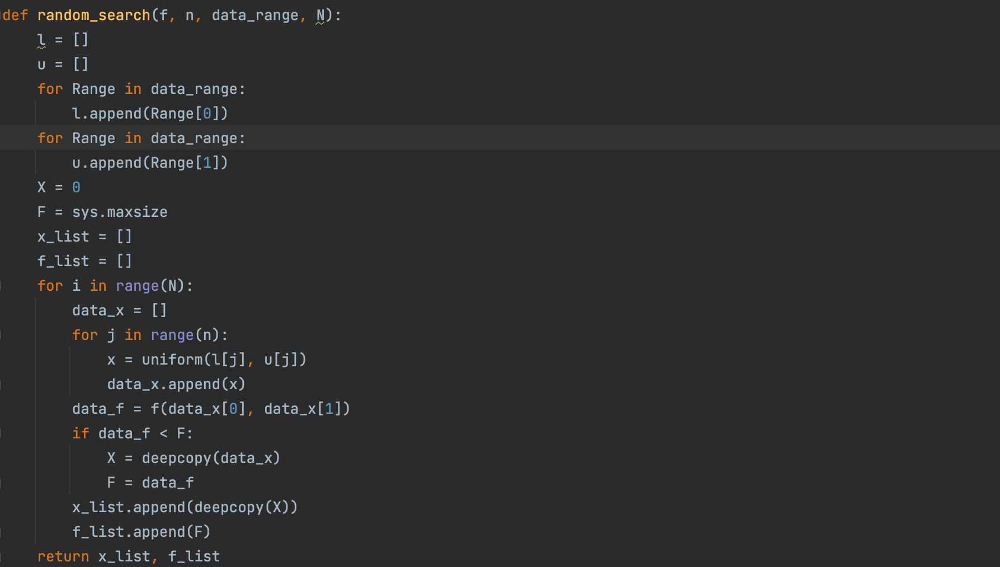 def random_search(f, n, data_range, N):
    l = []
    u = []
    for Range in data_range:
        l.append(Range[0])
    for Range in data_range:
        u.append(Range[1])
    X = 0
    F = sys.maxsize
    x_list = []
    f_list = []
    for i in range(N):
        data_x = []
        for j in range(n):
            x = uniform(l[j], u[j])
            data_x.append(x)
        data_f = f(data_x[0], data_x[1])
        if data_f < F:
            X = deepcopy(data_x)
            F = data_f
        x_list.append(deepcopy(X))
        f_list.append(F)
    return x_list, f_list